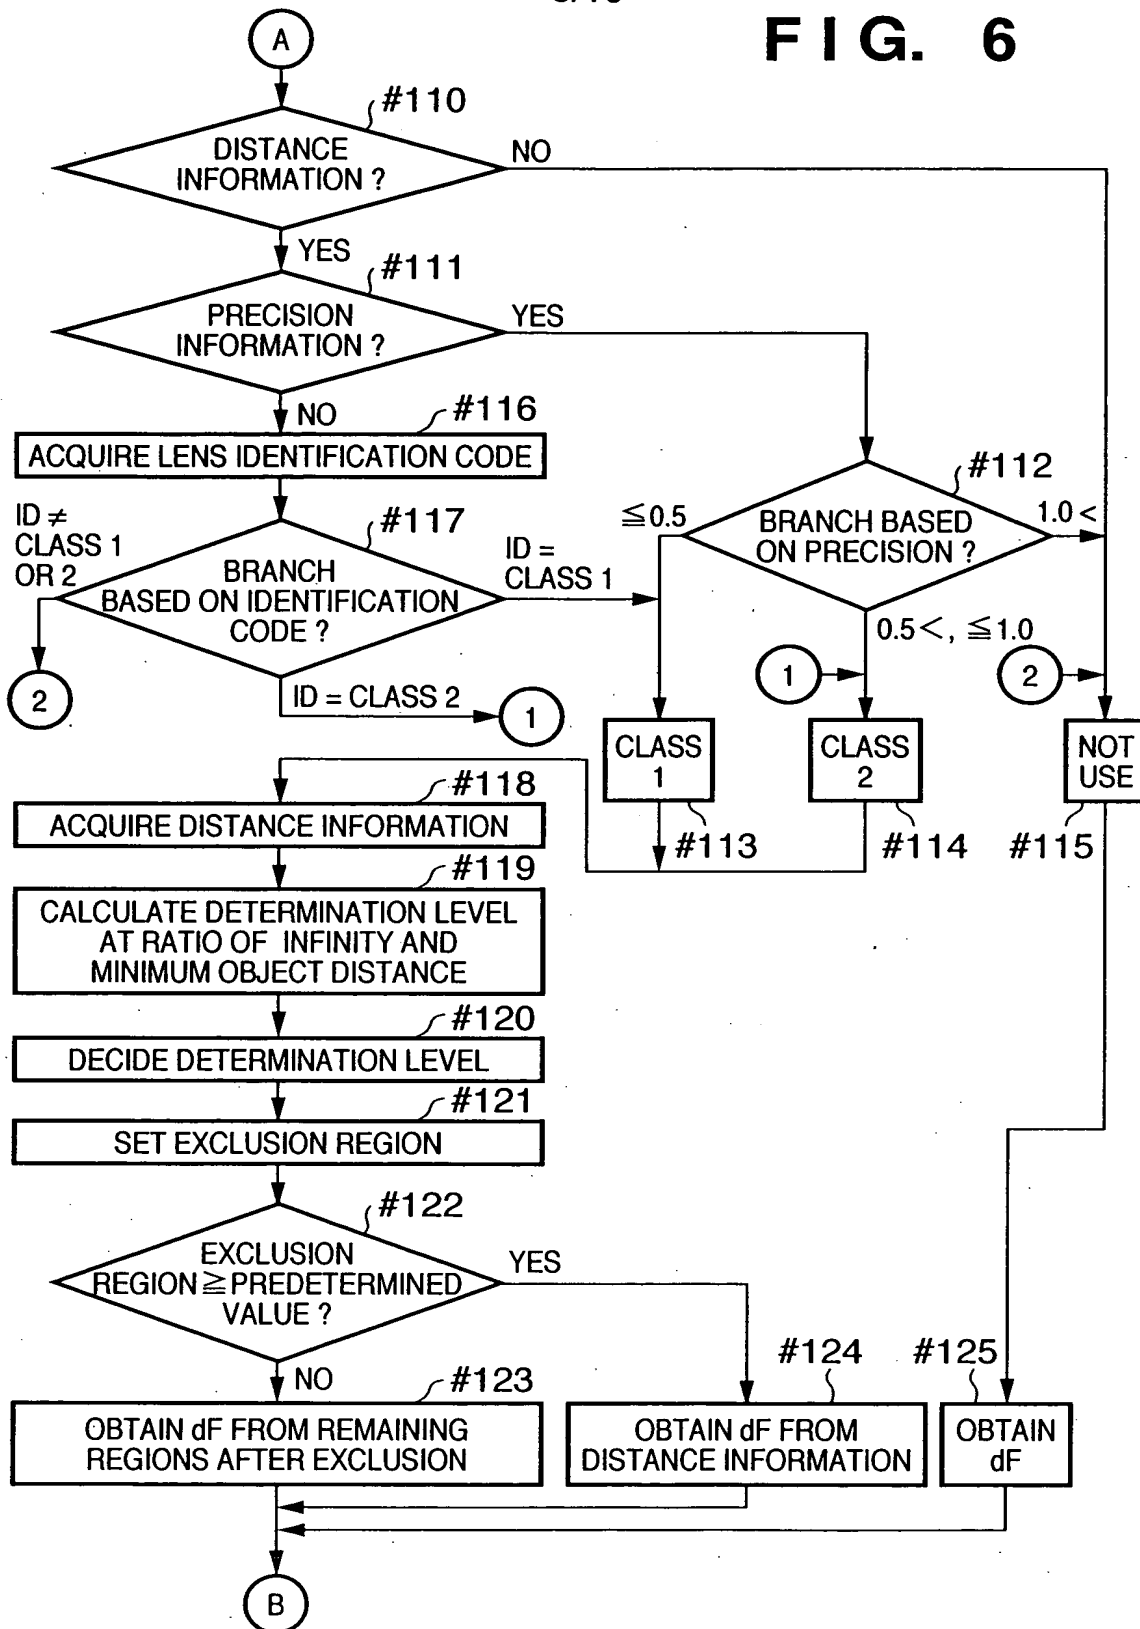 FIG. 6
A
#110
DISTANCE
INFORMATION ?
NO
YES
#111
PRECISION
INFORMATION ?
YES
NO
#116
ACQUIRE LENS IDENTIFICATION CODE
#112
BRANCH BASED
ON PRECISION ?
≦0.5
1.0<
0.5<, ≦1.0
ID ≠
CLASS 1
OR 2
#117
BRANCH
BASED ON IDENTIFICATION
CODE ?
ID =
CLASS 1
2
ID = CLASS 2
1
1
2
CLASS
1
CLASS
2
NOT
USE
#113
#114
#115
#118
ACQUIRE DISTANCE INFORMATION
#119
CALCULATE DETERMINATION LEVEL
AT RATIO OF INFINITY AND
MINIMUM OBJECT DISTANCE
#120
DECIDE DETERMINATION LEVEL
#121
SET EXCLUSION REGION
#122
EXCLUSION
REGION≧PREDETERMINED
VALUE ?
YES
NO
#123
OBTAIN dF FROM REMAINING
REGIONS AFTER EXCLUSION
#124
OBTAIN dF FROM
DISTANCE INFORMATION
#125
OBTAIN
dF
B